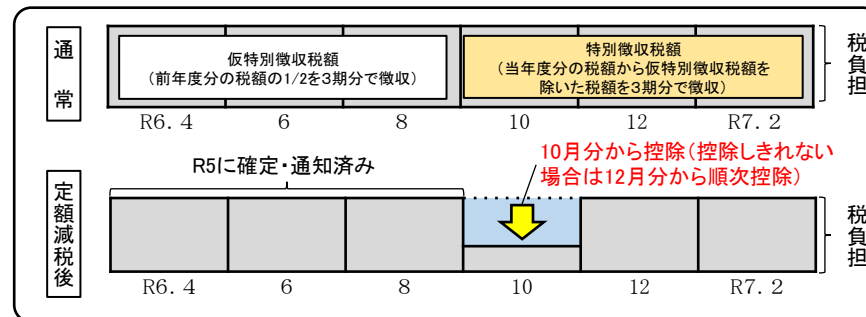 通常
仮特別徴収税額
(前年度分の税額の1/2を3期分で徴収)
特別徴収税額
(当年度分の税額から仮特別徴収税額を
除いた税額を3期分で徴収)
税負担
R6.4 6 8 10 12 R7.2
R5に確定・通知済み
10月分から控除(控除しきれない
場合は12月分から順次控除)
定額減税後
税負担
R6.4 6 8 10 12 R7.2